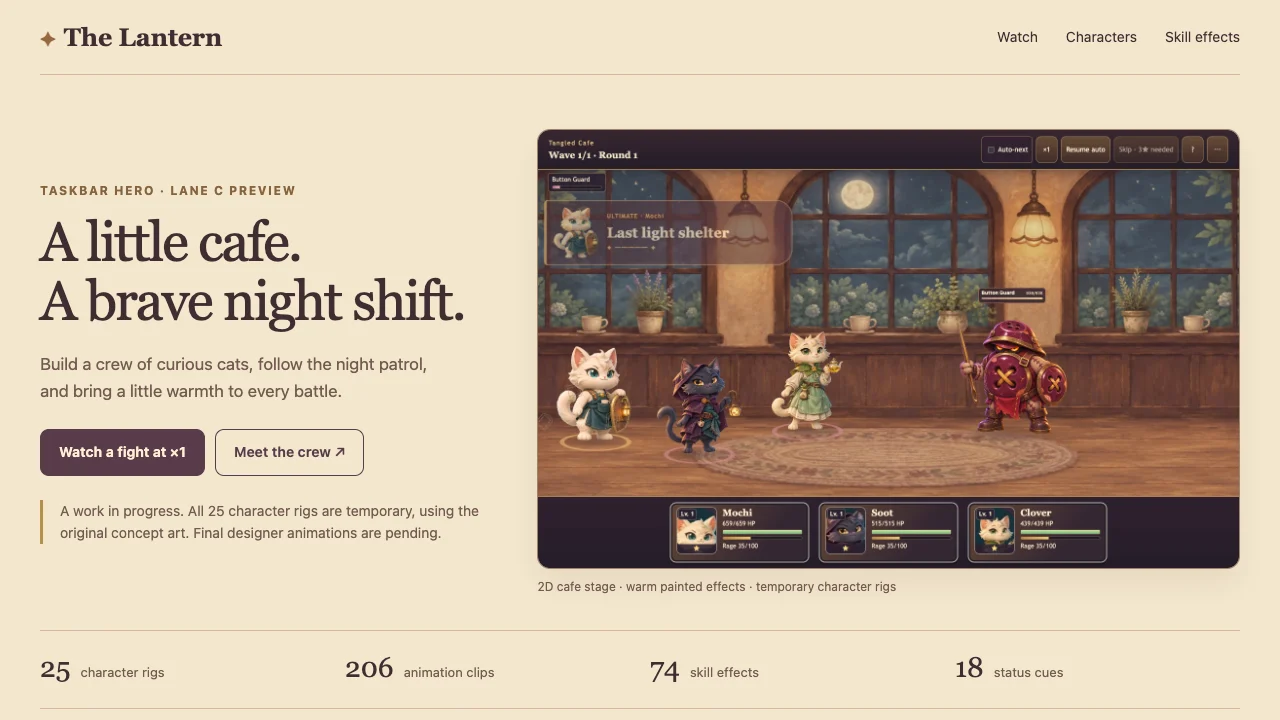 ✦ The Lantern
Watch
Characters
Skill effects
TASKBAR HERO · LANE C PREVIEW
A little cafe.
A brave night shift.
Build a crew of curious cats, follow the night patrol,
and bring a little warmth to every battle.
Watch a fight at ×1
Meet the crew ↗
A work in progress. All 25 character rigs are temporary, using the
original concept art. Final designer animations are pending.
Tangled Cafe
Wave 1/1 · Round 1
Auto-next
×1
Resume auto
?
···
Button Guard
ULTIMATE · Mochi
Last light shelter
Button Guard
Lv. 1
Mochi
659/659 HP
Rage 35/100
Lv. 1
Soot
515/515 HP
Rage 35/100
Lv. 1
Clover
439/439 HP
Rage 35/100
2D cafe stage · warm painted effects · temporary character rigs
25 character rigs
206 animation clips
74 skill effects
18 status cues